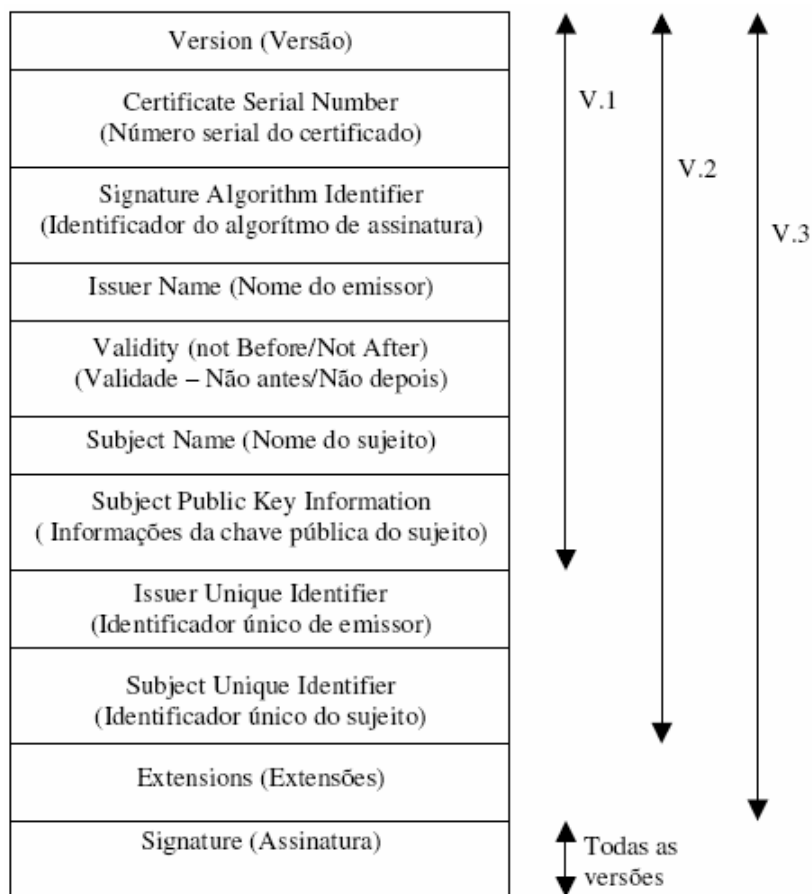 Version (Versão)
Certificate Serial Number
(Número serial do certificado)
Signature Algorithm Identifier
(Identificador do algorítmo de assinatura)
Issuer Name (Nome do emissor)
Validity (not Before/Not After)
(Validade – Não antes/Não depois)
Subject Name (Nome do sujeito)
Subject Public Key Information
( Informações da chave pública do sujeito)
Issuer Unique Identifier
(Identificador único de emissor)
Subject Unique Identifier
(Identificador único do sujeito)
Extensions (Extensões)
Signature (Assinatura)
V.1
V.2
V.3
Todas as
versões